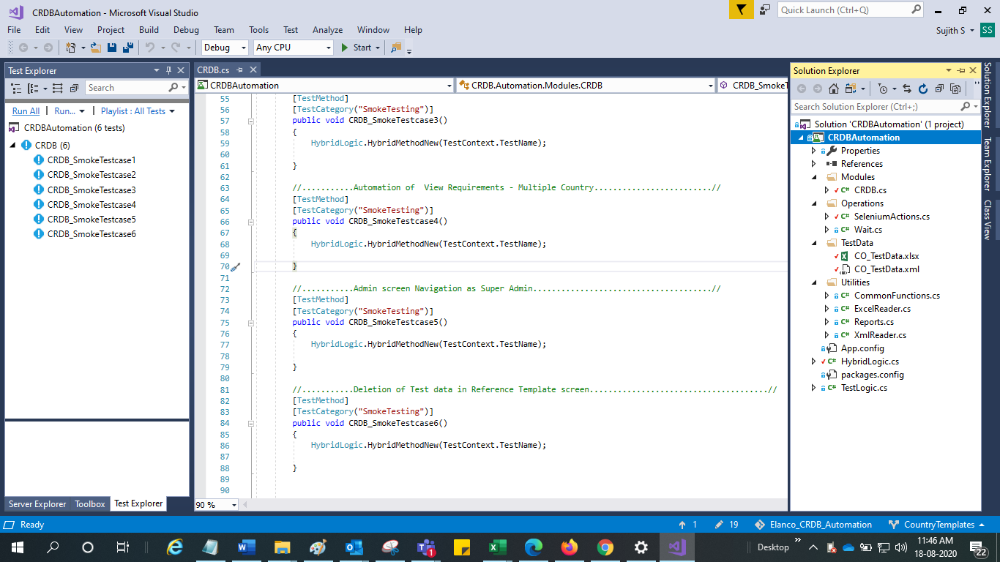 CRDBAutomation - Microsoft Visual Studio
Quick Launch (Ctrl+Q)
File Edit View Project Build Debug Team Tools Test Analyze Window Help
Sujith S SS
Debug Any CPU Start
Test Explorer
Search
Run All | Run... | Playlist : All Tests
CRDBAutomation (6 tests)
CRDB (6)
CRDB_SmokeTestcase1
CRDB_SmokeTestcase2
CRDB_SmokeTestcase3
CRDB_SmokeTestcase4
CRDB_SmokeTestcase5
CRDB_SmokeTestcase6
Server Explorer Toolbox Test Explorer
CRDB.cs
CRDBAutomation CRDB.Automation.Modules.CRDB CRDB_SmokeT
55 [TestMethod]
56 [TestCategory("SmokeTesting")]
57 public void CRDB_SmokeTestcase3()
58 {
59 HybridLogic.HybridMethodNew(TestContext.TestName);
60
61 }
62
63 //...........Automation of  View Requirements - Multiple Country.........................//
64 [TestMethod]
65 [TestCategory("SmokeTesting")]
66 public void CRDB_SmokeTestcase4()
67 {
68 HybridLogic.HybridMethodNew(TestContext.TestName);
69
70 }
71
72 //...........Admin screen Navigation as Super Admin......................................//
73 [TestMethod]
74 [TestCategory("SmokeTesting")]
75 public void CRDB_SmokeTestcase5()
76 {
77 HybridLogic.HybridMethodNew(TestContext.TestName);
78
79 }
80
81 //...........Deletion of Test data in Reference Template screen......................................//
82 [TestMethod]
83 [TestCategory("SmokeTesting")]
84 public void CRDB_SmokeTestcase6()
85 {
86 HybridLogic.HybridMethodNew(TestContext.TestName);
87
88 }
89
90
90 %
Solution Explorer
Search Solution Explorer (Ctrl+;)
Solution 'CRDBAutomation' (1 project)
CRDBAutomation
Properties
References
Modules
C# CRDB.cs
Operations
C# SeleniumActions.cs
C# Wait.cs
TestData
CO_TestData.xlsx
CO_TestData.xml
Utilities
C# CommonFunctions.cs
C# ExcelReader.cs
C# Reports.cs
C# XmlReader.cs
App.config
C# HybridLogic.cs
packages.config
C# TestLogic.cs
Solution Explorer
Team Explorer
Class View
Ready 1 19 Elanco_CRDB_Automation CountryTemplates
Desktop
11:46 AM
18-08-2020
22